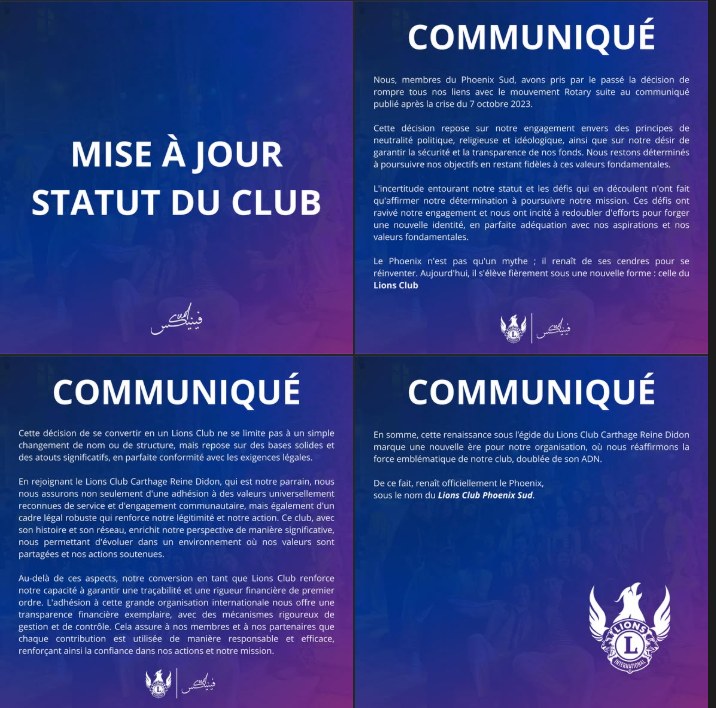 MISE À JOUR
STATUT DU CLUB
فينيكس
COMMUNIQUÉ
Nous, membres du Phoenix Sud, avons pris par le passé la décision de
rompre tous nos liens avec le mouvement Rotary suite au communiqué
publié après la crise du 7 octobre 2023.
Cette décision repose sur notre engagement envers des principes de
neutralité politique, religieuse et idéologique, ainsi que sur notre désir de
garantir la sécurité et la transparence de nos fonds. Nous restons déterminés
à poursuivre nos objectifs en restant fidèles à ces valeurs fondamentales.
L'incertitude entourant notre statut et les défis qui en découlent n'ont fait
qu'affirmer notre détermination à poursuivre notre mission. Ces défis ont
ravivé notre engagement et nous ont incité à redoubler d'efforts pour forger
une nouvelle identité, en parfaite adéquation avec nos aspirations et nos
valeurs fondamentales.
Le Phoenix n'est pas qu'un mythe ; il renaît de ses cendres pour se
réinventer. Aujourd'hui, il s'élève fièrement sous une nouvelle forme : celle du
Lions Club
L
فينيكس
COMMUNIQUÉ
Cette décision de se convertir en un Lions Club ne se limite pas à un simple
changement de nom ou de structure, mais repose sur des bases solides et
des atouts significatifs, en parfaite conformité avec les exigences légales.
En rejoignant le Lions Club Carthage Reine Didon, qui est notre parrain, nous
nous assurons non seulement d'une adhésion à des valeurs universellement
reconnues de service et d'engagement communautaire, mais également d'un
cadre légal robuste qui renforce notre légitimité et notre action. Ce club, avec
son histoire et son réseau, enrichit notre perspective de manière significative,
nous permettant d'évoluer dans un environnement où nos valeurs sont
partagées et nos actions soutenues.
Au-delà de ces aspects, notre conversion en tant que Lions Club renforce
notre capacité à garantir une traçabilité et une rigueur financière de premier
ordre. L'adhésion à cette grande organisation internationale nous offre une
transparence financière exemplaire, avec des mécanismes rigoureux de
gestion et de contrôle. Cela assure à nos membres et à nos partenaires que
chaque contribution est utilisée de manière responsable et efficace,
renforçant ainsi la confiance dans nos actions et notre mission.
L
فينيكس
COMMUNIQUÉ
En somme, cette renaissance sous l'égide du Lions Club Carthage Reine Didon
marque une nouvelle ère pour notre organisation, où nous réaffirmons la
force emblématique de notre club, doublée de son ADN.
De ce fait, renaît officiellement le Phoenix,
sous le nom du Lions Club Phoenix Sud.
LIONS
L
INTERNATIONAL